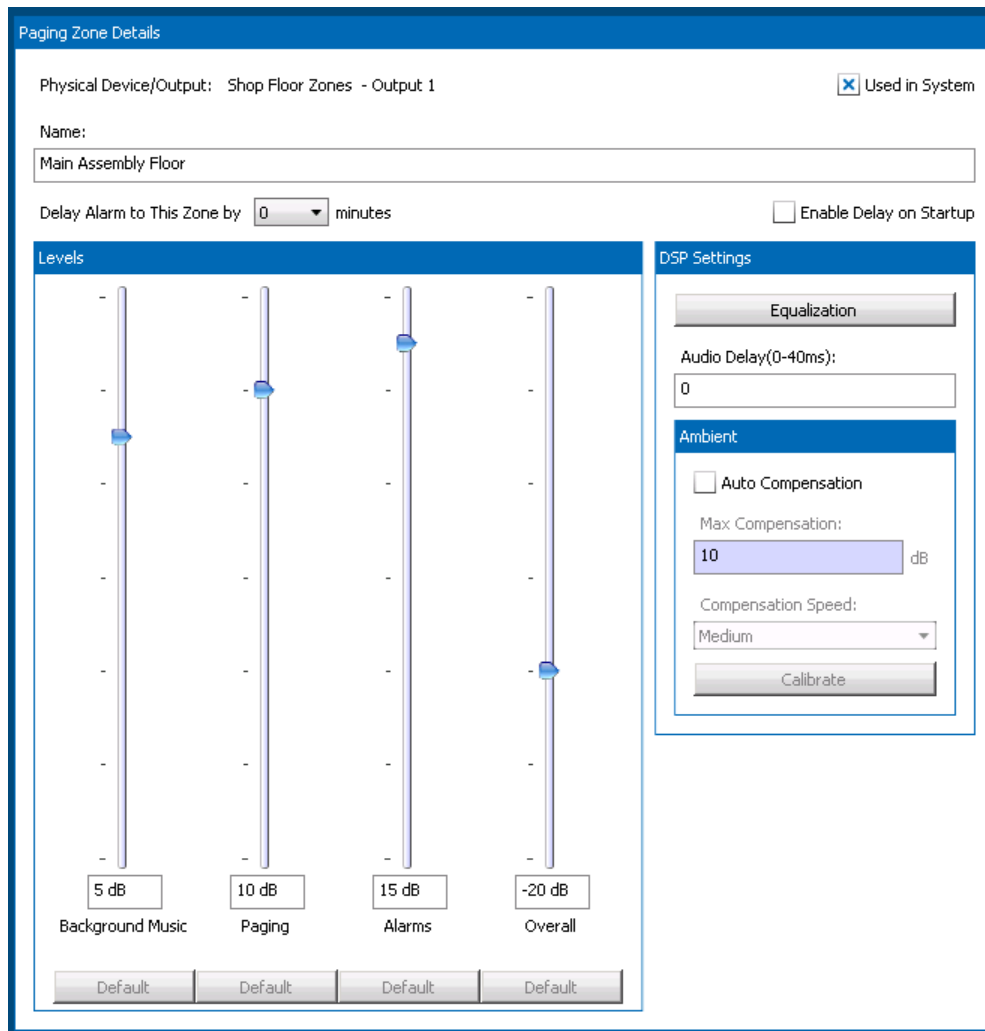 Paging Zone Details
Physical Device/Output: Shop Floor Zones - Output 1
Used in System
Name:
Main Assembly Floor
Delay Alarm to This Zone by 0 minutes
Enable Delay on Startup
Levels
DSP Settings
Equalization
Audio Delay(0-40ms):
0
Ambient
Auto Compensation
Max Compensation:
10 dB
Compensation Speed:
Medium
Calibrate
5 dB 10 dB 15 dB -20 dB
Background Music Paging Alarms Overall
Default Default Default Default